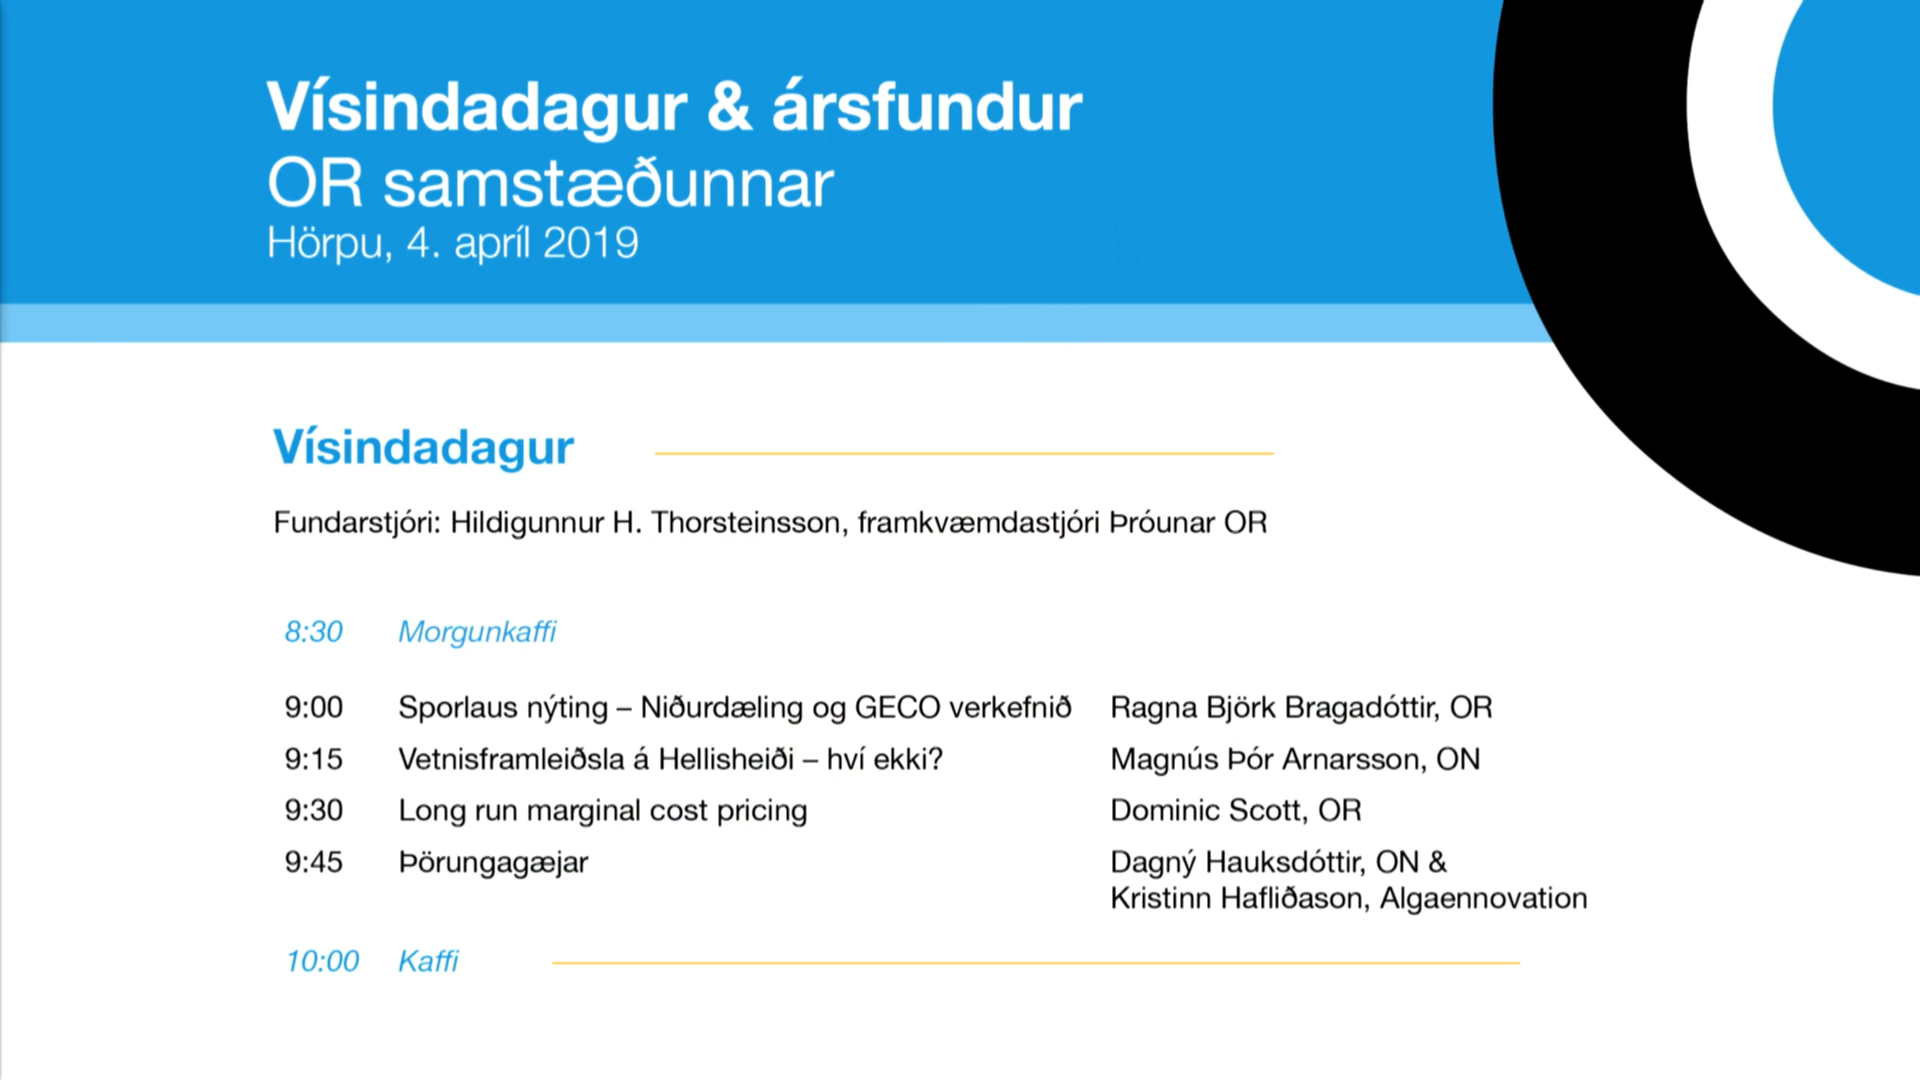 Vísindadagur & ársfundur
OR samstæðunnar
Hörpu, 4. apríl 2019
Vísindadagur
Fundarstjóri: Hildigunnur H. Thorsteinsson, framkvæmdastjóri Þróunar OR
8:30 Morgunkaffi
9:00 Sporlaus nýting – Niðurdæling og GECO verkefnið Ragna Björk Bragadóttir, OR
9:15 Vetnisframleiðsla á Hellisheiði – hví ekki? Magnús Þór Arnarsson, ON
9:30 Long run marginal cost pricing Dominic Scott, OR
9:45 Þörungagæjar Dagný Hauksdóttir, ON &
Kristinn Hafliðason, Algaennovation
10:00 Kaffi